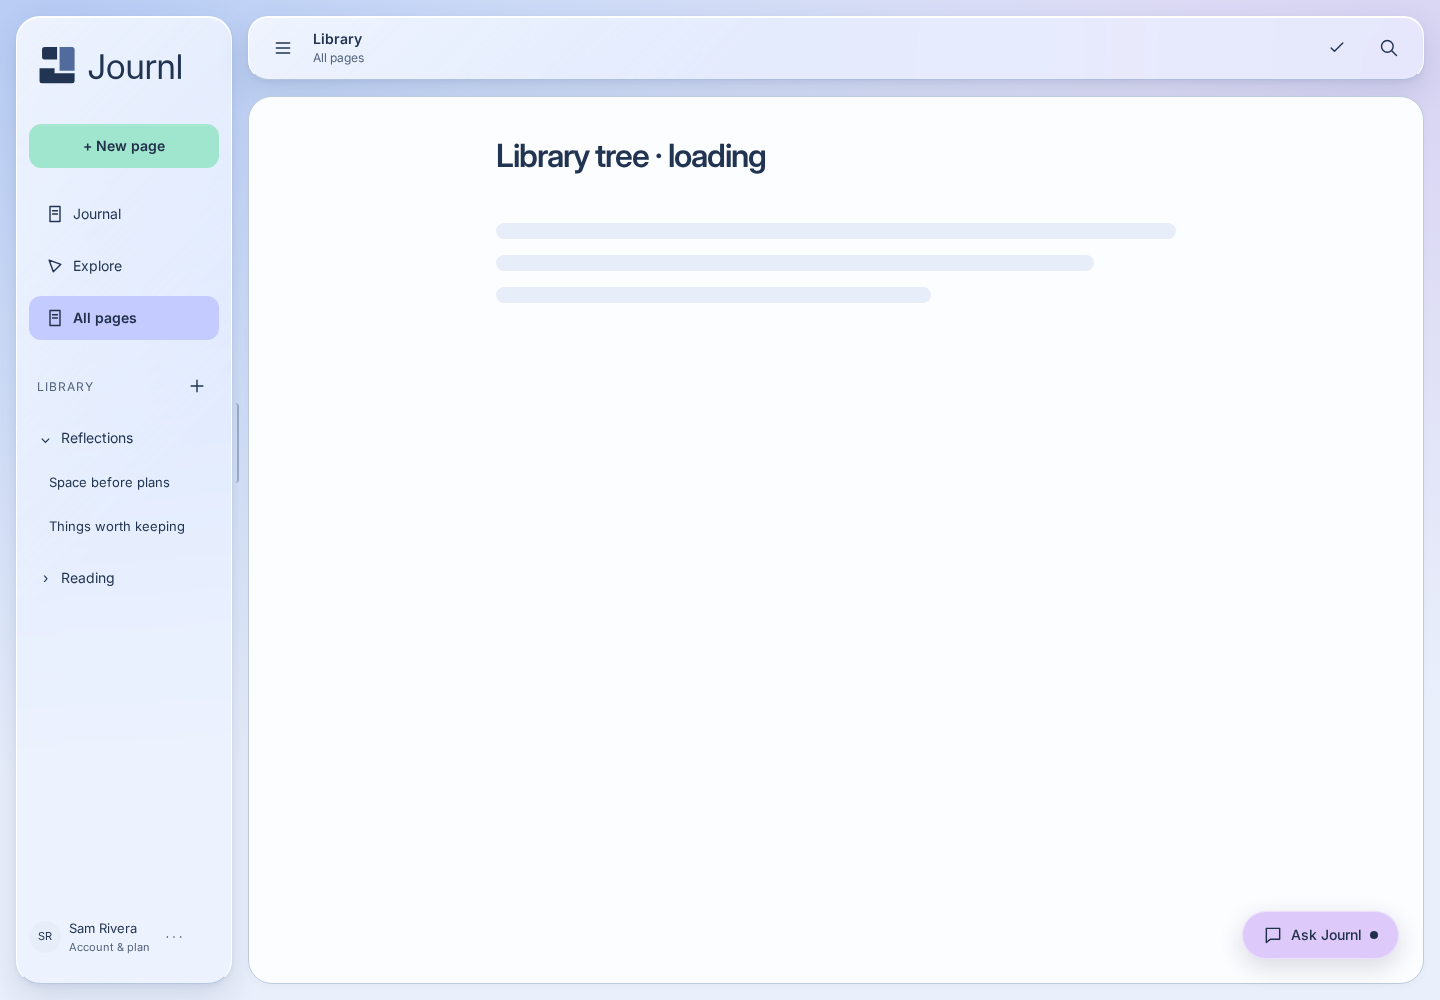 Journl
+ New page
Journal
Explore
All pages
LIBRARY
Reflections
Space before plans
Things worth keeping
Reading
SR
Sam Rivera
Account & plan
Library
All pages
Library tree · loading
Ask Journl